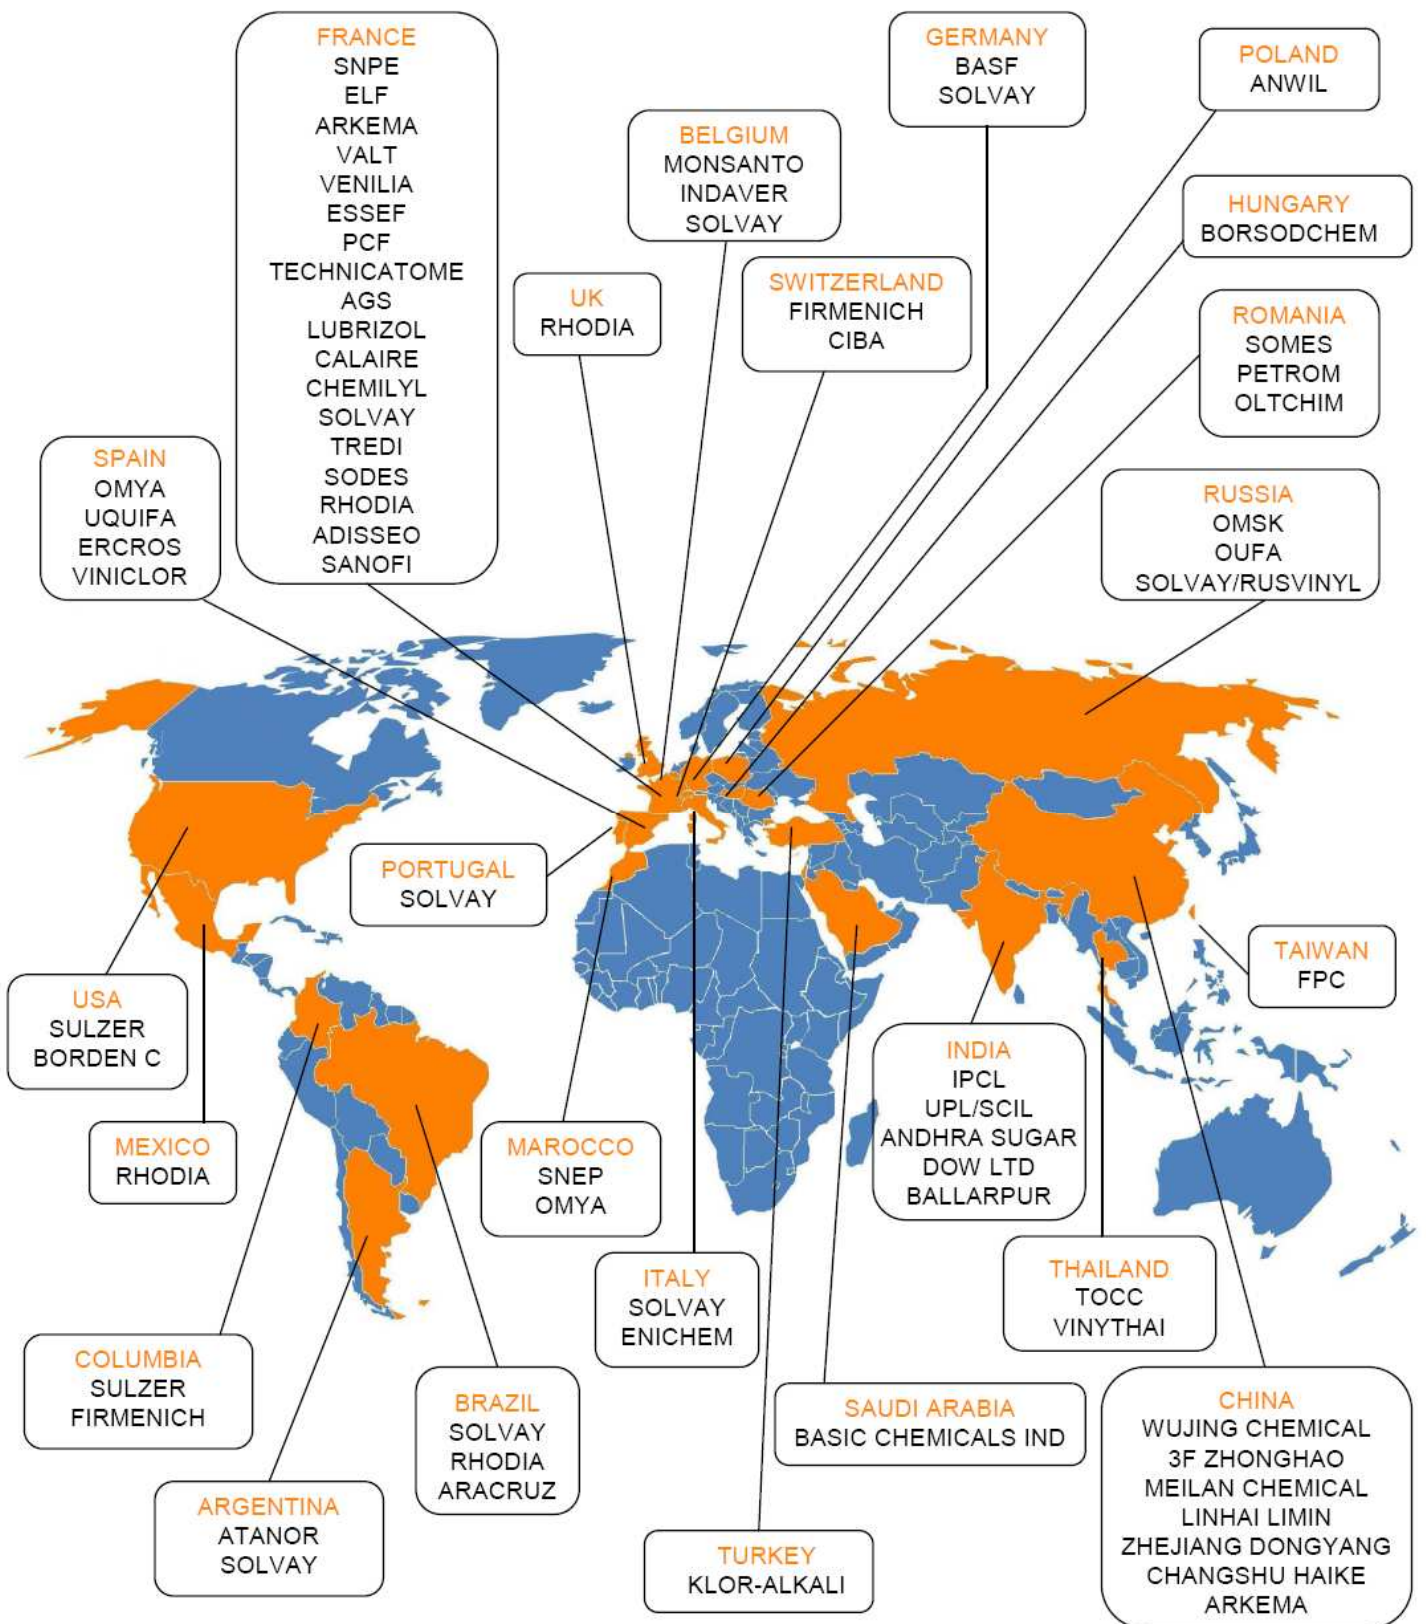 FRANCE
SNPE
ELF
ARKEMA
VALT
VENILIA
ESSEF
PCF
TECHNICATOME
AGS
LUBRIZOL
CALAIRE
CHEMILYL
SOLVAY
TREDI
SODES
RHODIA
ADISSEO
SANOFI
GERMANY
BASF
SOLVAY
POLAND
ANWIL
BELGIUM
MONSANTO
INDAVER
SOLVAY
HUNGARY
BORSODCHEM
UK
RHODIA
SWITZERLAND
FIRMENICH
CIBA
ROMANIA
SOMES
PETROM
OLTCHIM
SPAIN
OMYA
UQUIFA
ERCROS
VINICLOR
RUSSIA
OMSK
OUFA
SOLVAY/RUSVINYL
PORTUGAL
SOLVAY
TAIWAN
FPC
USA
SULZER
BORDEN C
INDIA
IPCL
UPL/SCIL
ANDHRA SUGAR
DOW LTD
BALLARPUR
MEXICO
RHODIA
MAROCCO
SNEP
OMYA
ITALY
SOLVAY
ENICHEM
THAILAND
TOCC
VINYTHAI
COLUMBIA
SULZER
FIRMENICH
BRAZIL
SOLVAY
RHODIA
ARACRUZ
SAUDI ARABIA
BASIC CHEMICALS IND
CHINA
WUJING CHEMICAL
3F ZHONGHAO
MEILAN CHEMICAL
LINHAI LIMIN
ZHEJIANG DONGYANG
CHANGSHU HAIKE
ARKEMA
ARGENTINA
ATANOR
SOLVAY
TURKEY
KLOR-ALKALI